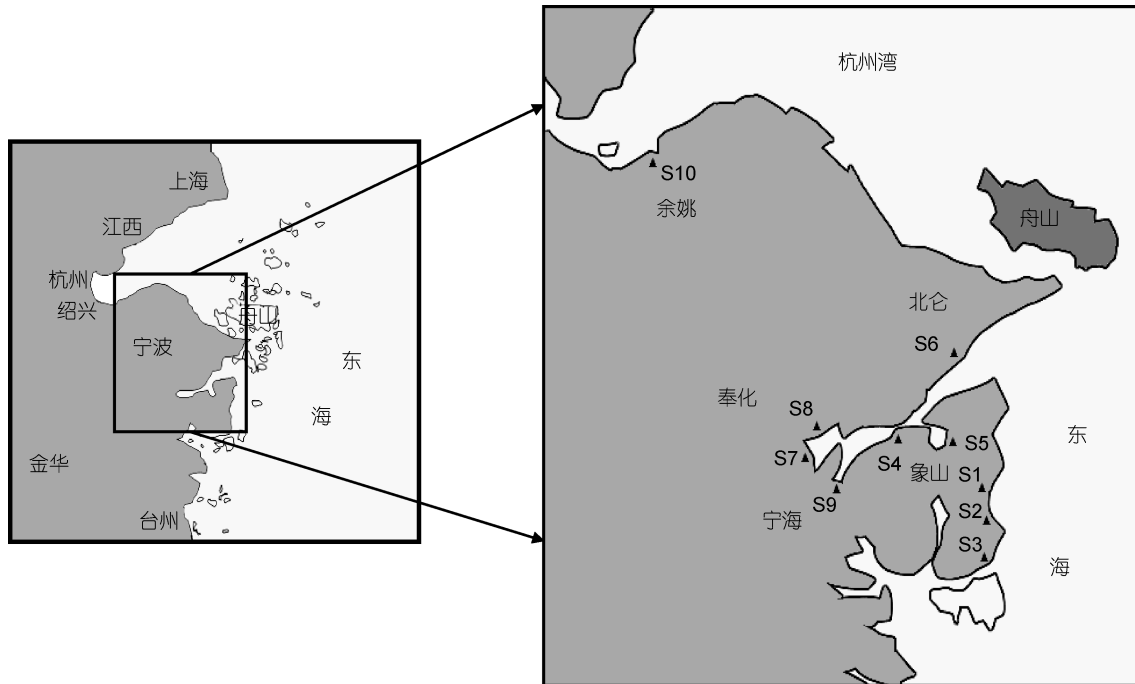 上海
江西
杭州
绍兴
舟山
宁波
东
海
金华
台州
杭州湾
S10
余姚
舟山
北仑
S6
奉化
S8
东
S7
S4
S5
象山
S1
S9
宁海
S2
S3
海